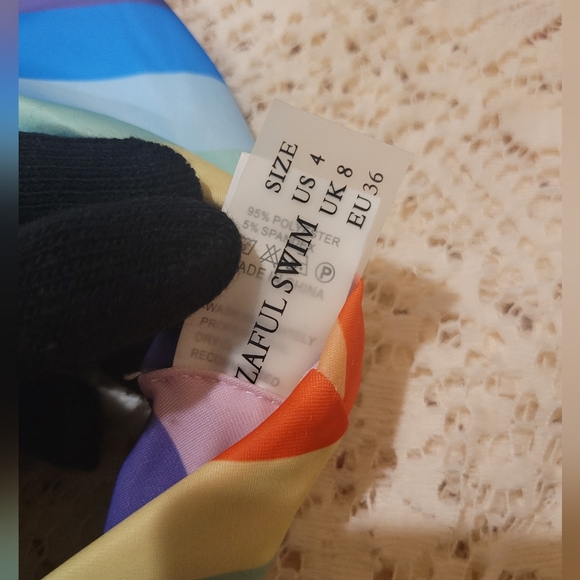 SIZE
US 4
UK 8
EU 36
ZAFUL SWIM
95% POLYESTER
5% SPANDEX
MADE IN CHINA